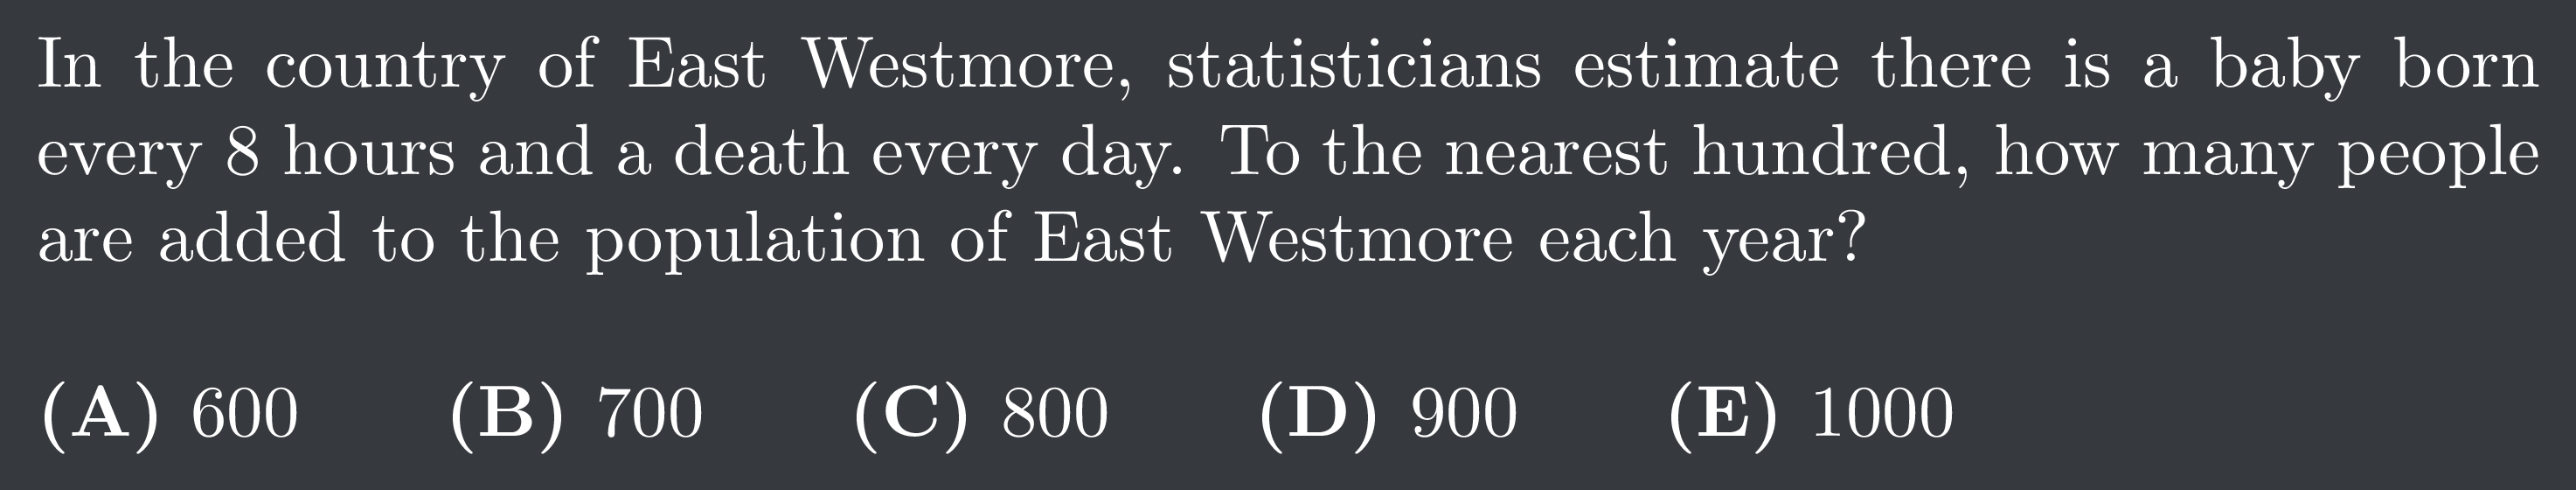 In the country of East Westmore, statisticians estimate there is a baby born
every 8 hours and a death every day. To the nearest hundred, how many people
are added to the population of East Westmore each year?
(A) 600 (B) 700 (C) 800 (D) 900 (E) 1000